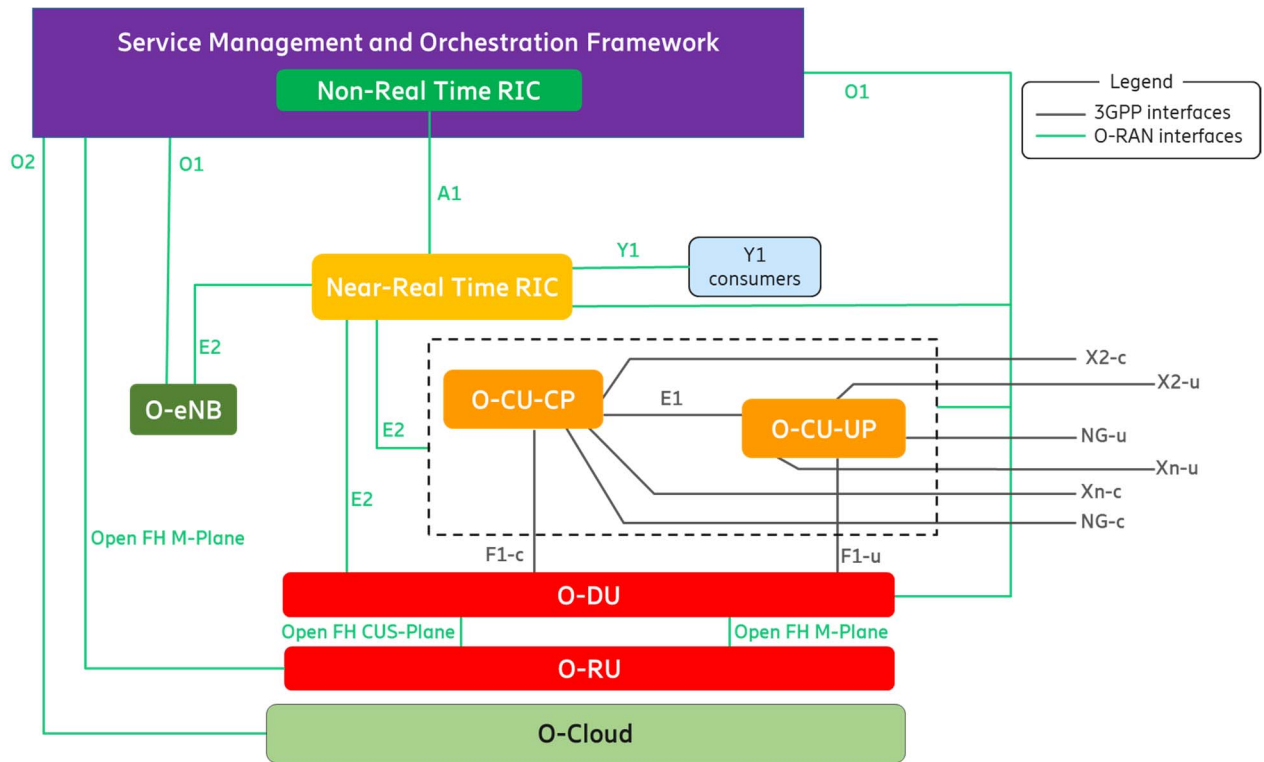 Service Management and Orchestration Framework
Non-Real Time RIC
O1
Legend
3GPP interfaces
O-RAN interfaces
O2
O1
A1
Y1
Y1
consumers
Near-Real Time RIC
E2
O-eNB
X2-c
X2-u
O-CU-CP
E1
O-CU-UP
E2
NG-u
Xn-u
Xn-c
E2
NG-c
Open FH M-Plane
F1-c
F1-u
O-DU
Open FH CUS-Plane
Open FH M-Plane
O-RU
O-Cloud